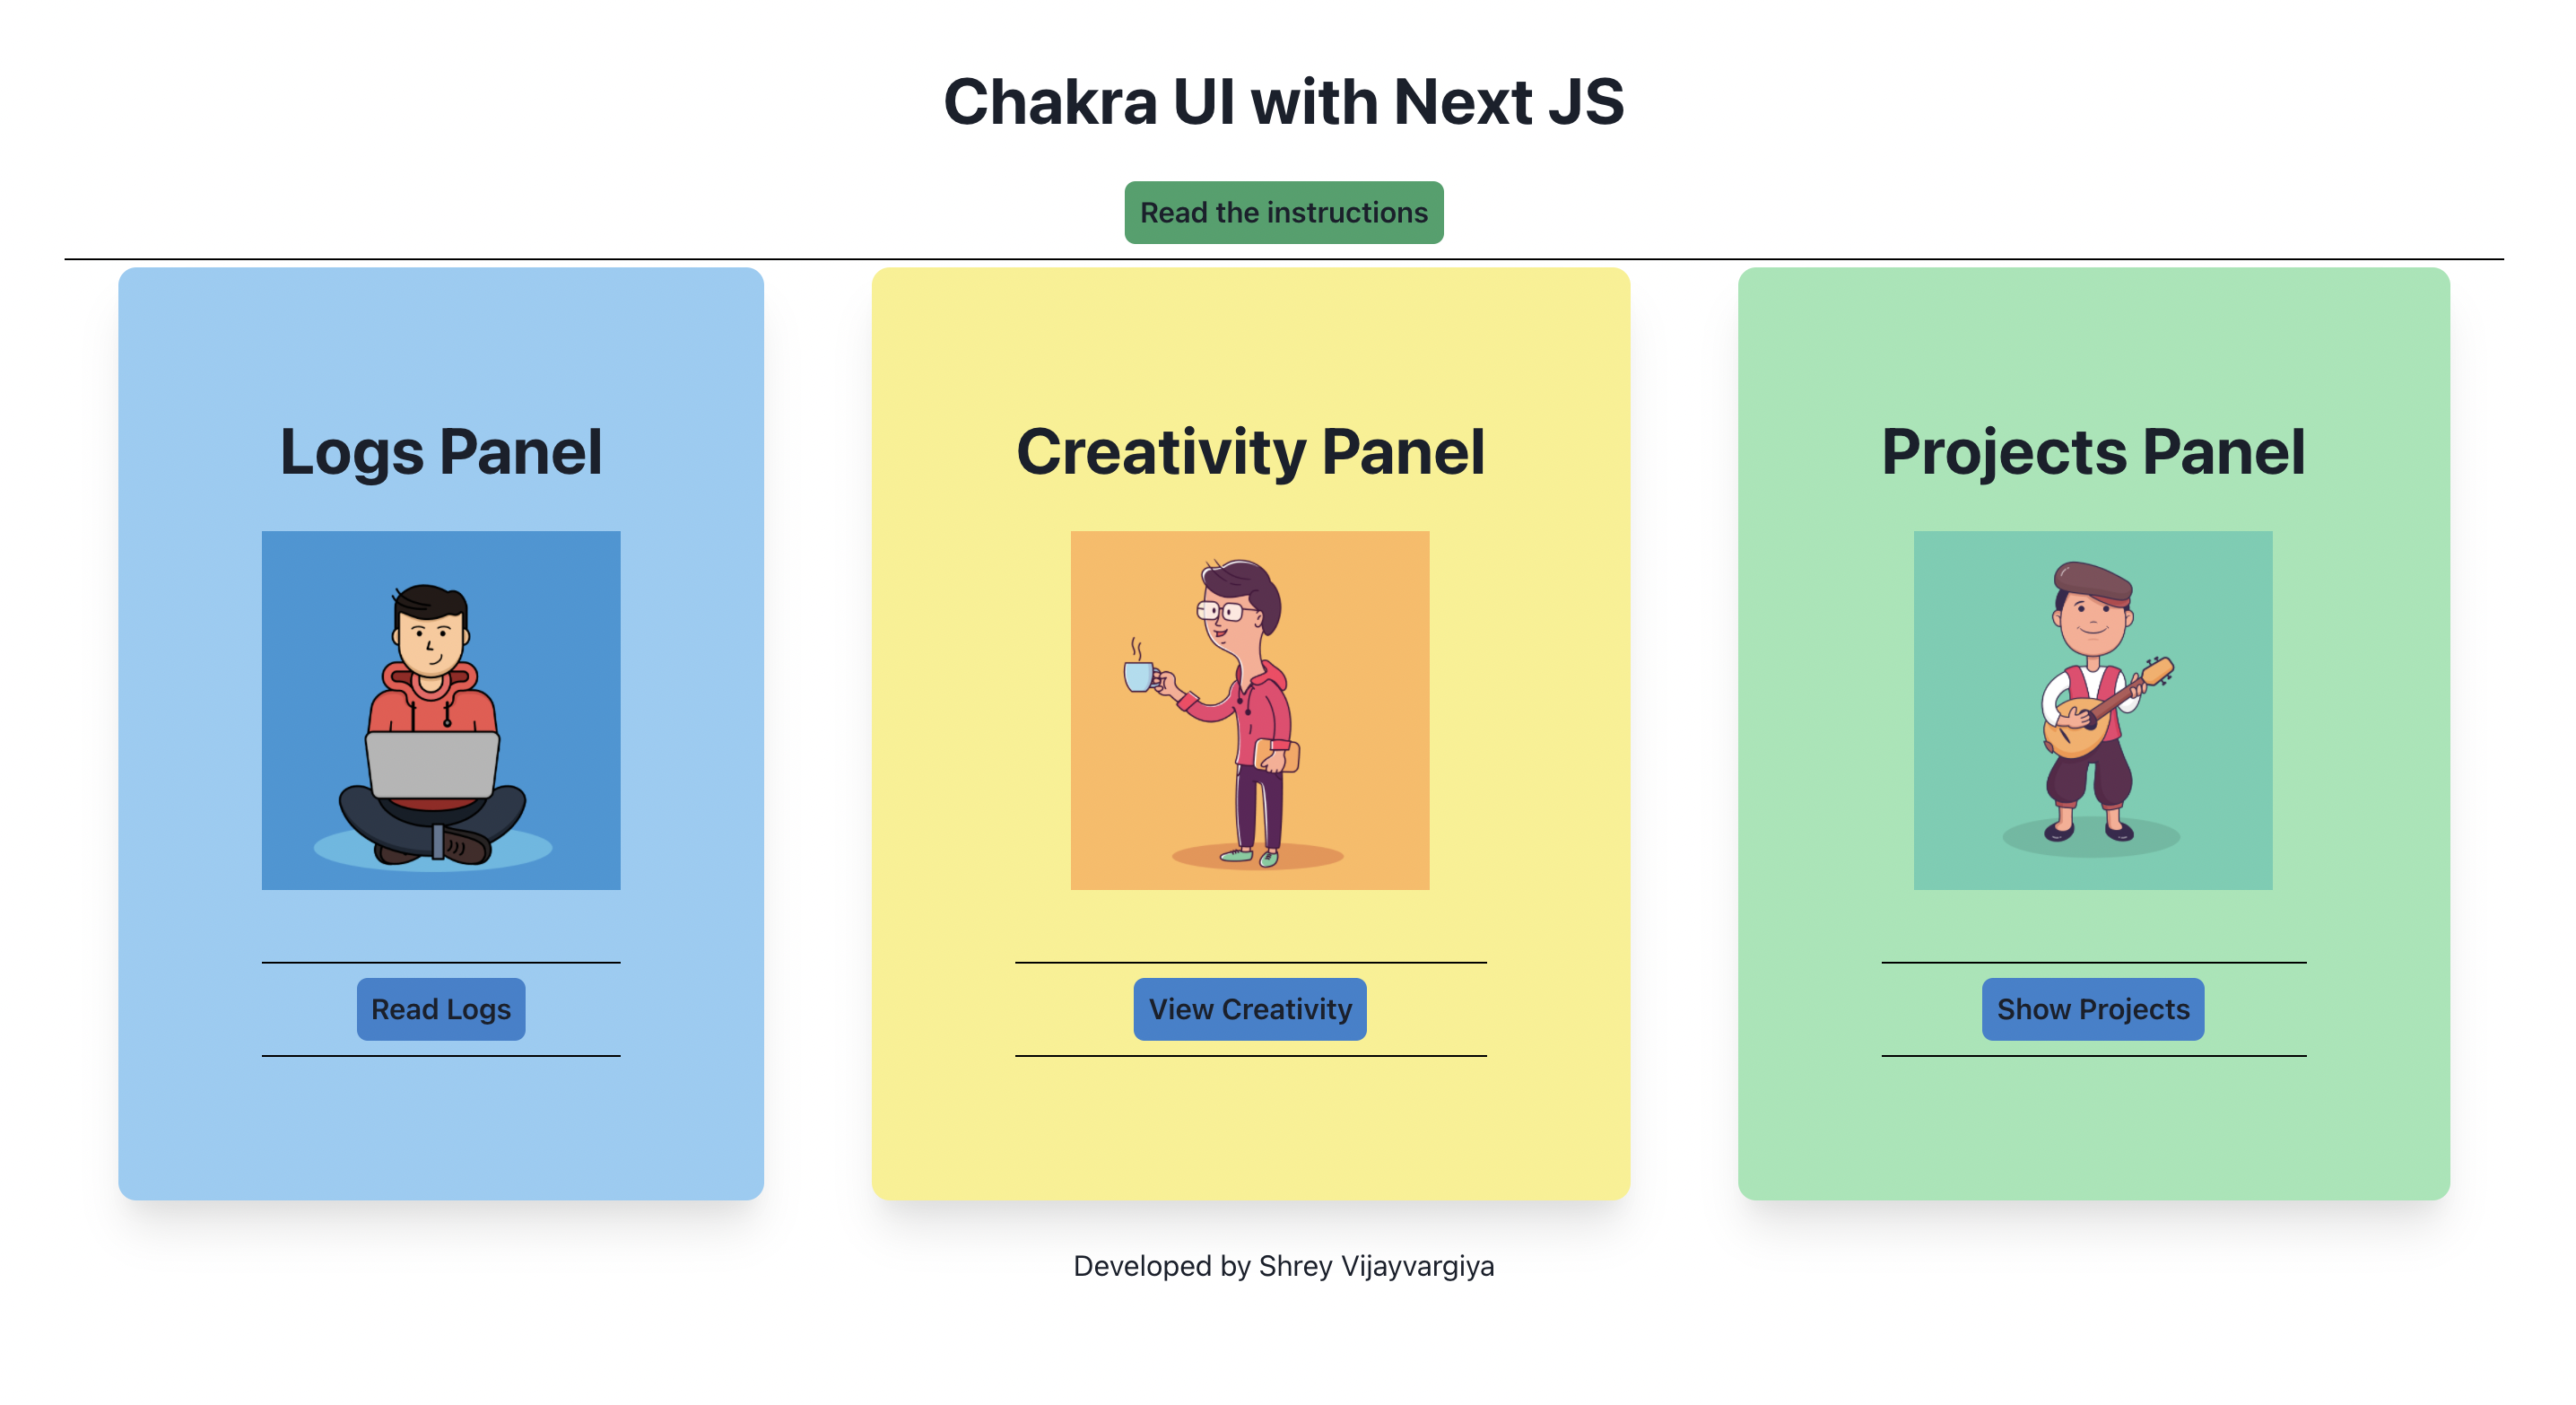 Chakra UI with Next JS
Read the instructions
Logs Panel
Creativity Panel
Projects Panel
Read Logs
View Creativity
Show Projects
Developed by Shrey Vijayvargiya